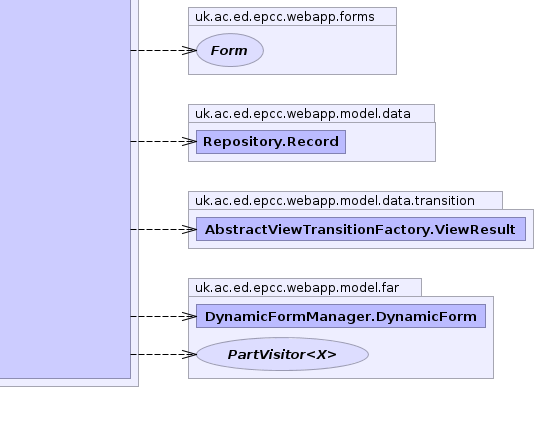 uk.ac.ed.epcc.webapp.forms
Form
uk.ac.ed.epcc.webapp.model.data
Repository.Record
uk.ac.ed.epcc.webapp.model.data.transition
AbstractViewTransitionFactory.ViewResult
uk.ac.ed.epcc.webapp.model.far
DynamicFormManager.DynamicForm
PartVisitor<X>